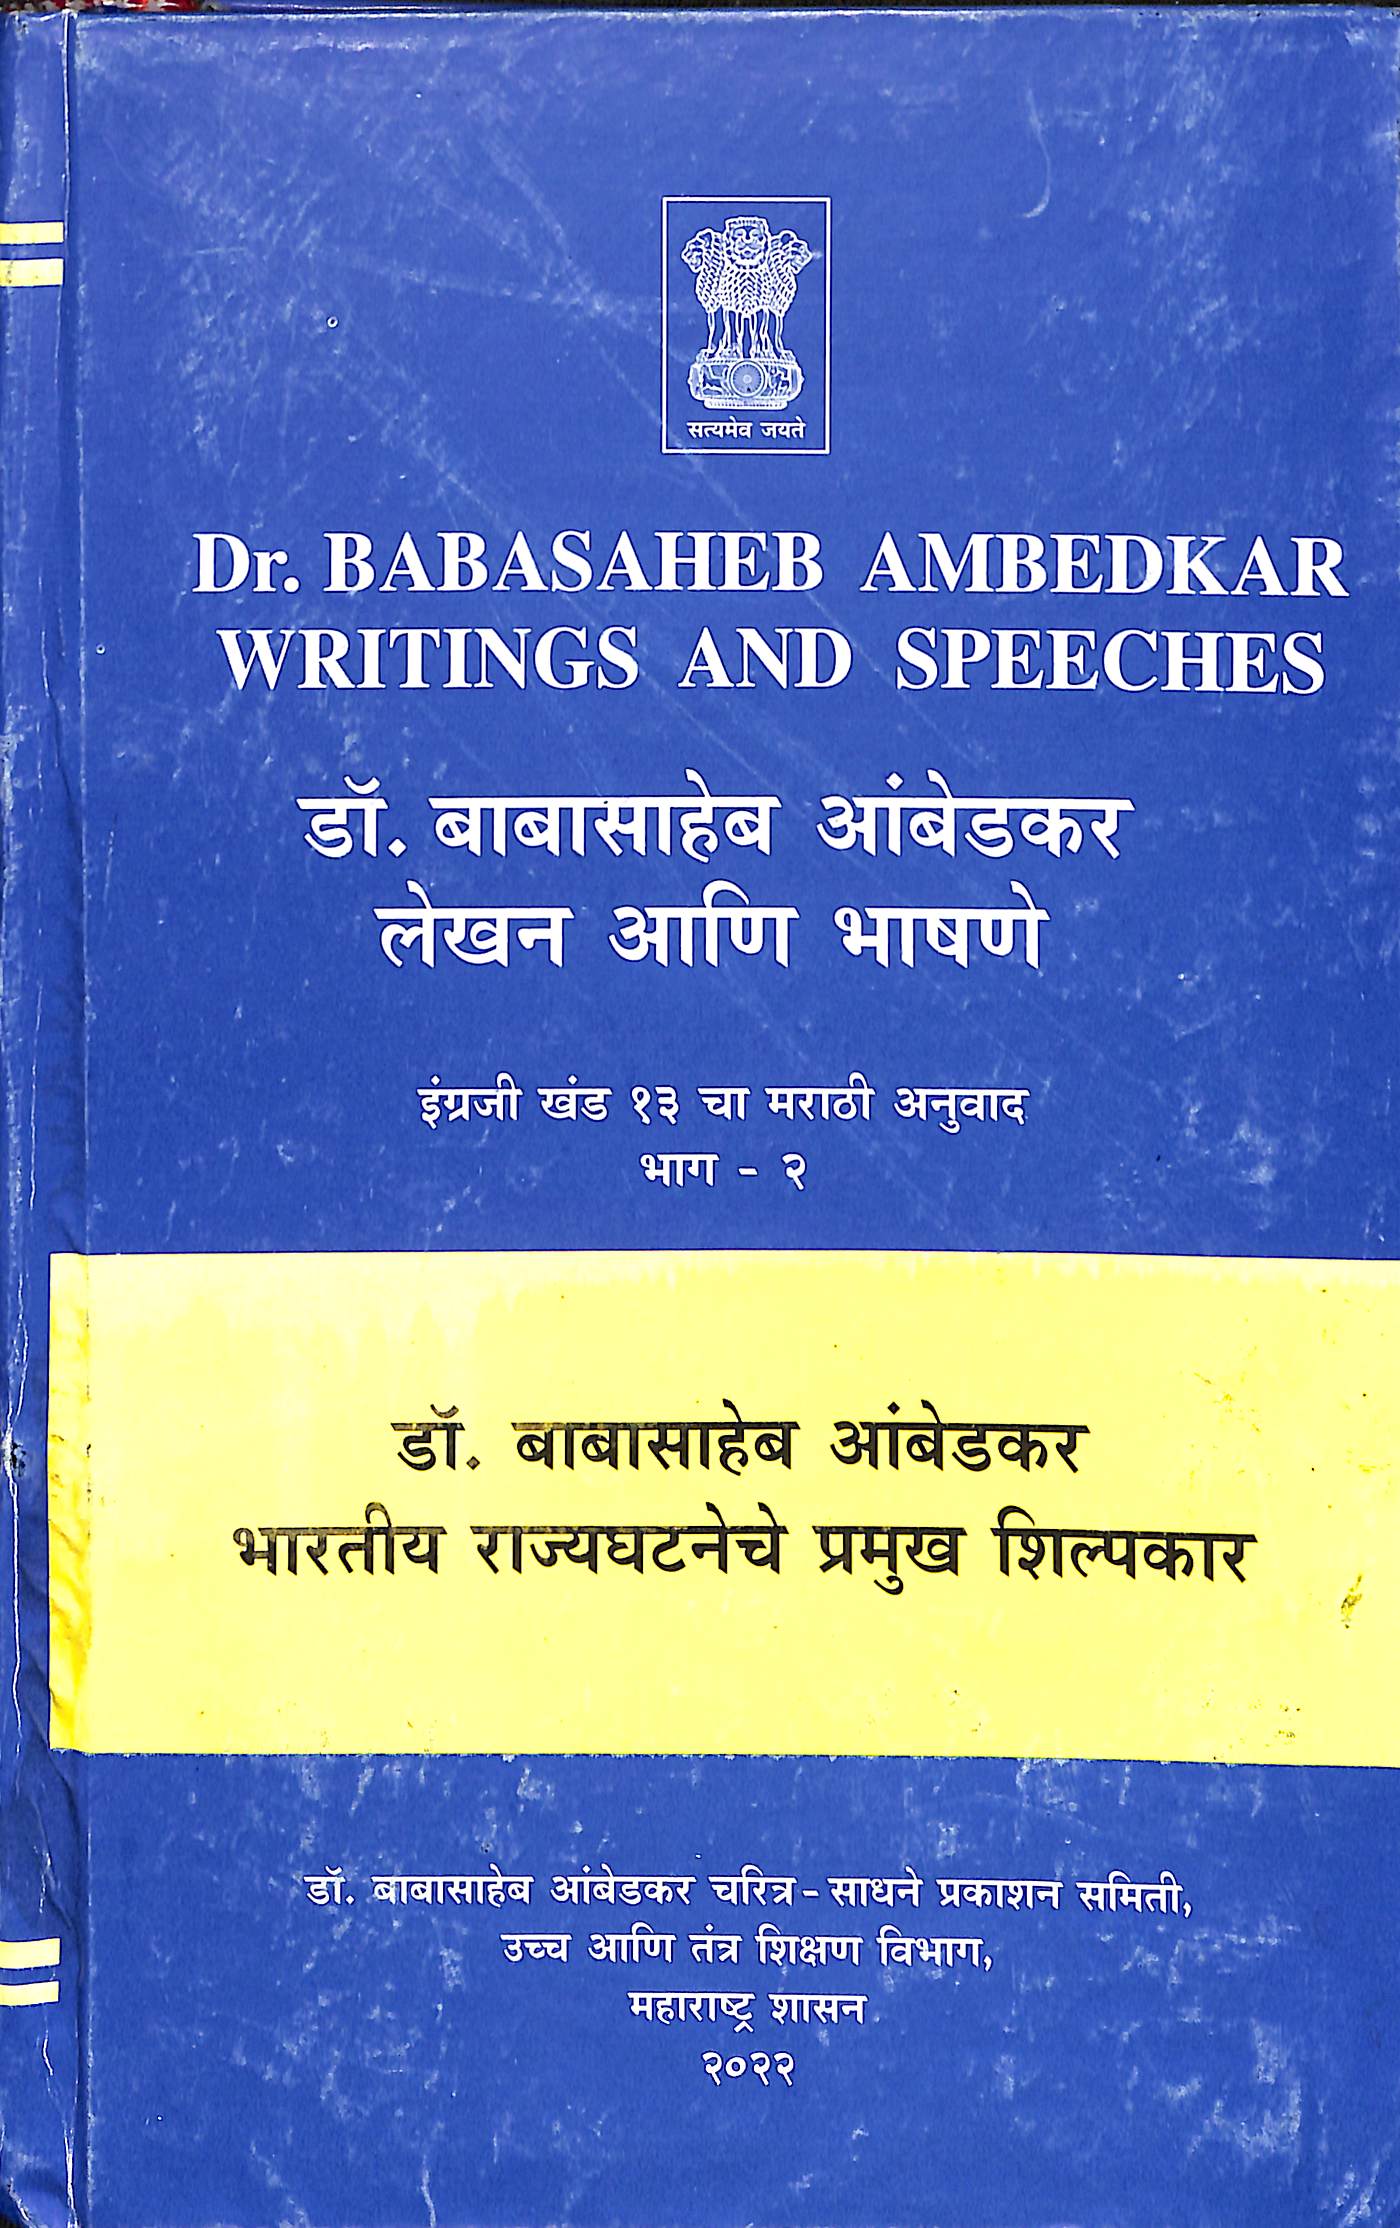 सत्यमेव जयते
Dr. BABASAHEB AMBEDKAR
WRITINGS AND SPEECHES
डॉ. बाबासाहेब आंबेडकर
लेखन आणि भाषणे
इंग्रजी खंड १३ चा मराठी अनुवाद
भाग - २
डॉ. बाबासाहेब आंबेडकर
भारतीय राज्यघटनेचे प्रमुख शिल्पकार
डॉ. बाबासाहेब आंबेडकर चरित्र - साधने प्रकाशन समिती,
उच्च आणि तंत्र शिक्षण विभाग,
महाराष्ट्र शासन
२०२२